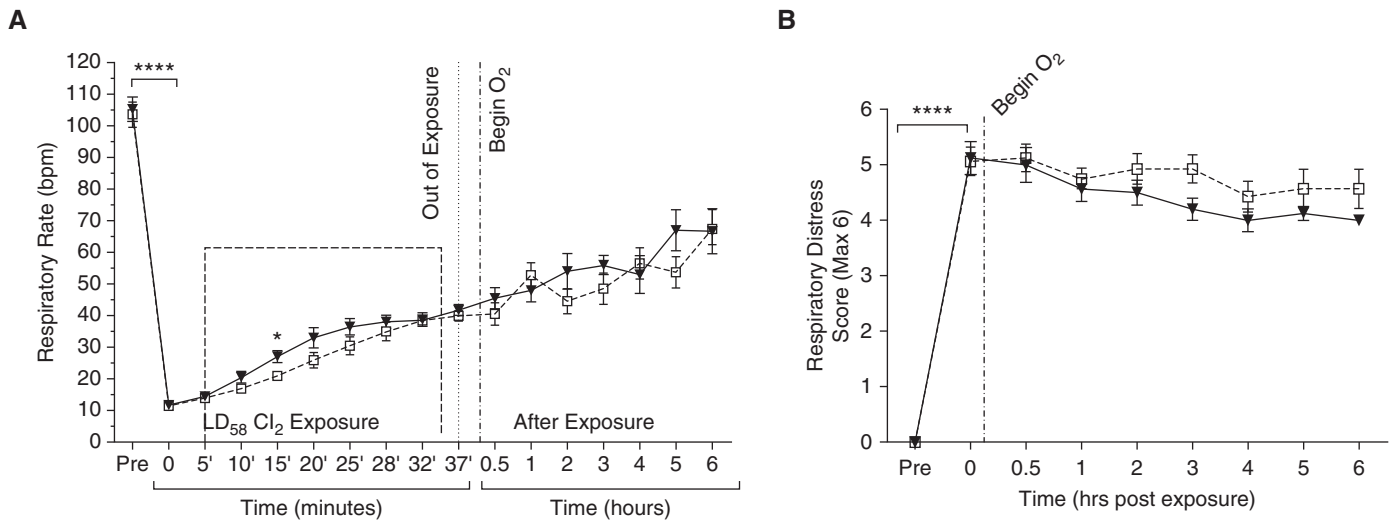 A
120
110
100
90
80
70
60
50
40
30
20
10
0
Respiratory Rate (bpm)
****
*
Out of Exposure
Begin O2
LD58 Cl2 Exposure
After Exposure
Pre 0 5' 10' 15' 20' 25' 28' 32' 37' 0.5 1 2 3 4 5 6
Time (minutes)
Time (hours)
B
6
5
4
3
2
1
0
Respiratory Distress
Score (Max 6)
****
Begin O2
Pre 0 0.5 1 2 3 4 5 6
Time (hrs post exposure)